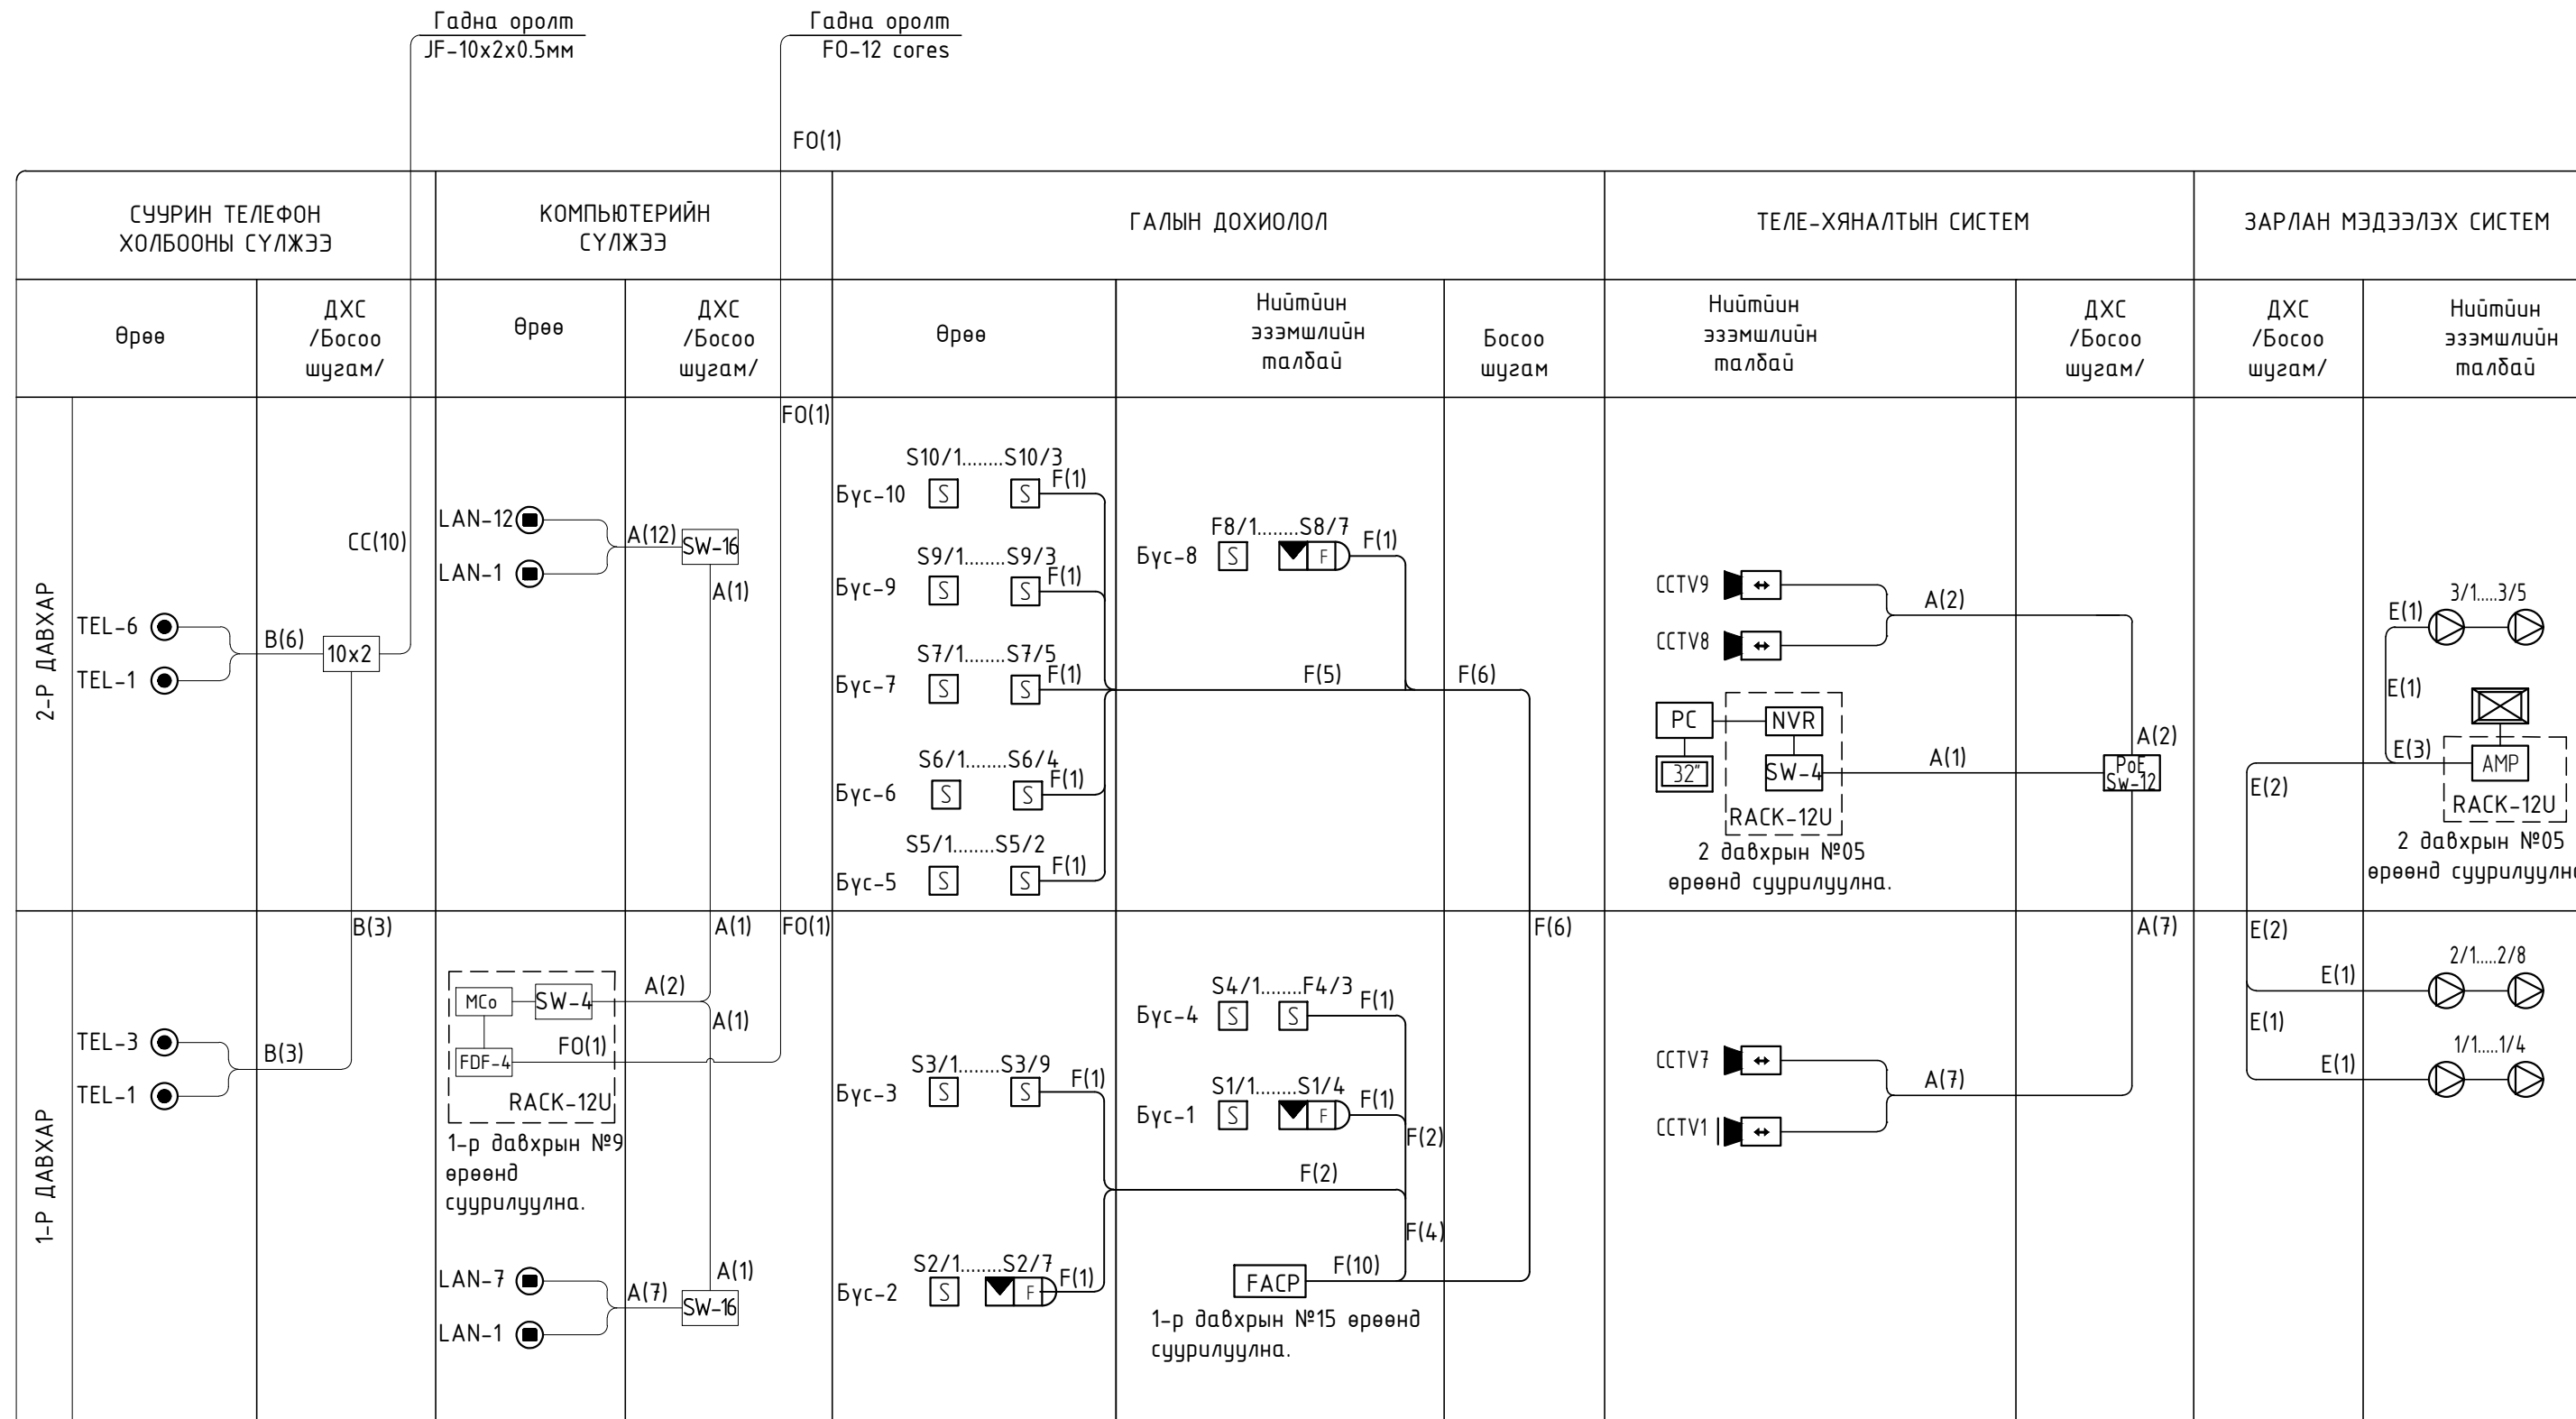 Гадна оролт
JF-10x2x0.5мм
Гадна оролт
FO-12 cores
FO(1)
СУУРИН ТЕЛЕФОН
ХОЛБООНЫ СҮЛЖЭЭ
КОМПЬЮТЕРИЙН
СҮЛЖЭЭ
ГАЛЫН ДОХИОЛОЛ
ТЕЛЕ-ХЯНАЛТЫН СИСТЕМ
ЗАРЛАН МЭДЭЭЛЭХ СИСТЕМ
Өрөө
ДХС
/Босоо
шугам/
Өрөө
ДХС
/Босоо
шугам/
Өрөө
Нийтийн
эзэмшлийн
талбай
Босоо
шугам
Нийтийн
эзэмшлийн
талбай
ДХС
/Босоо
шугам/
ДХС
/Босоо
шугам/
Нийтийн
эзэмшлийн
талбай
2-Р ДАВХАР
TEL-6
TEL-1
B(6)
10x2
CC(10)
LAN-12
LAN-1
A(12)
SW-16
A(1)
FO(1)
S10/1........S10/3
Бүс-10 S S F(1)
S9/1........S9/3
Бүс-9 S S F(1)
S7/1........S7/5
Бүс-7 S S F(1)
S6/1........S6/4
Бүс-6 S S F(1)
S5/1........S5/2
Бүс-5 S S F(1)
F8/1........S8/7
Бүс-8 S F F(1)
F(5)
F(6)
CCTV9
CCTV8
A(2)
PC
NVR
32"
SW-4
RACK-12U
A(1)
A(2)
PoE
SW-12
2 давхрын №05
өрөөнд суурилуулна.
3/1.....3/5
E(1)
E(1)
E(3)
AMP
RACK-12U
E(2)
2 давхрын №05
1-Р ДАВХАР
B(3)
TEL-3
TEL-1
B(3)
A(1)
FO(1)
MCo
SW-4
A(2)
A(1)
FDF-4
FO(1)
RACK-12U
1-р давхрын №9
өрөөнд
суурилуулна.
LAN-7
LAN-1
A(7)
SW-16
A(1)
S3/1........S3/9
Бүс-3 S S F(1)
S2/1........S2/7
Бүс-2 S F F(1)
S4/1........F4/3
Бүс-4 S S F(1)
S1/1........S1/4
Бүс-1 S F F(1)
F(2)
F(2)
F(4)
FACP
F(10)
1-р давхрын №15 өрөөнд
суурилуулна.
F(6)
CCTV7
CCTV1
A(7)
A(7)
E(2)
2/1.....2/8
E(1)
E(1)
1/1.....1/4
E(1)